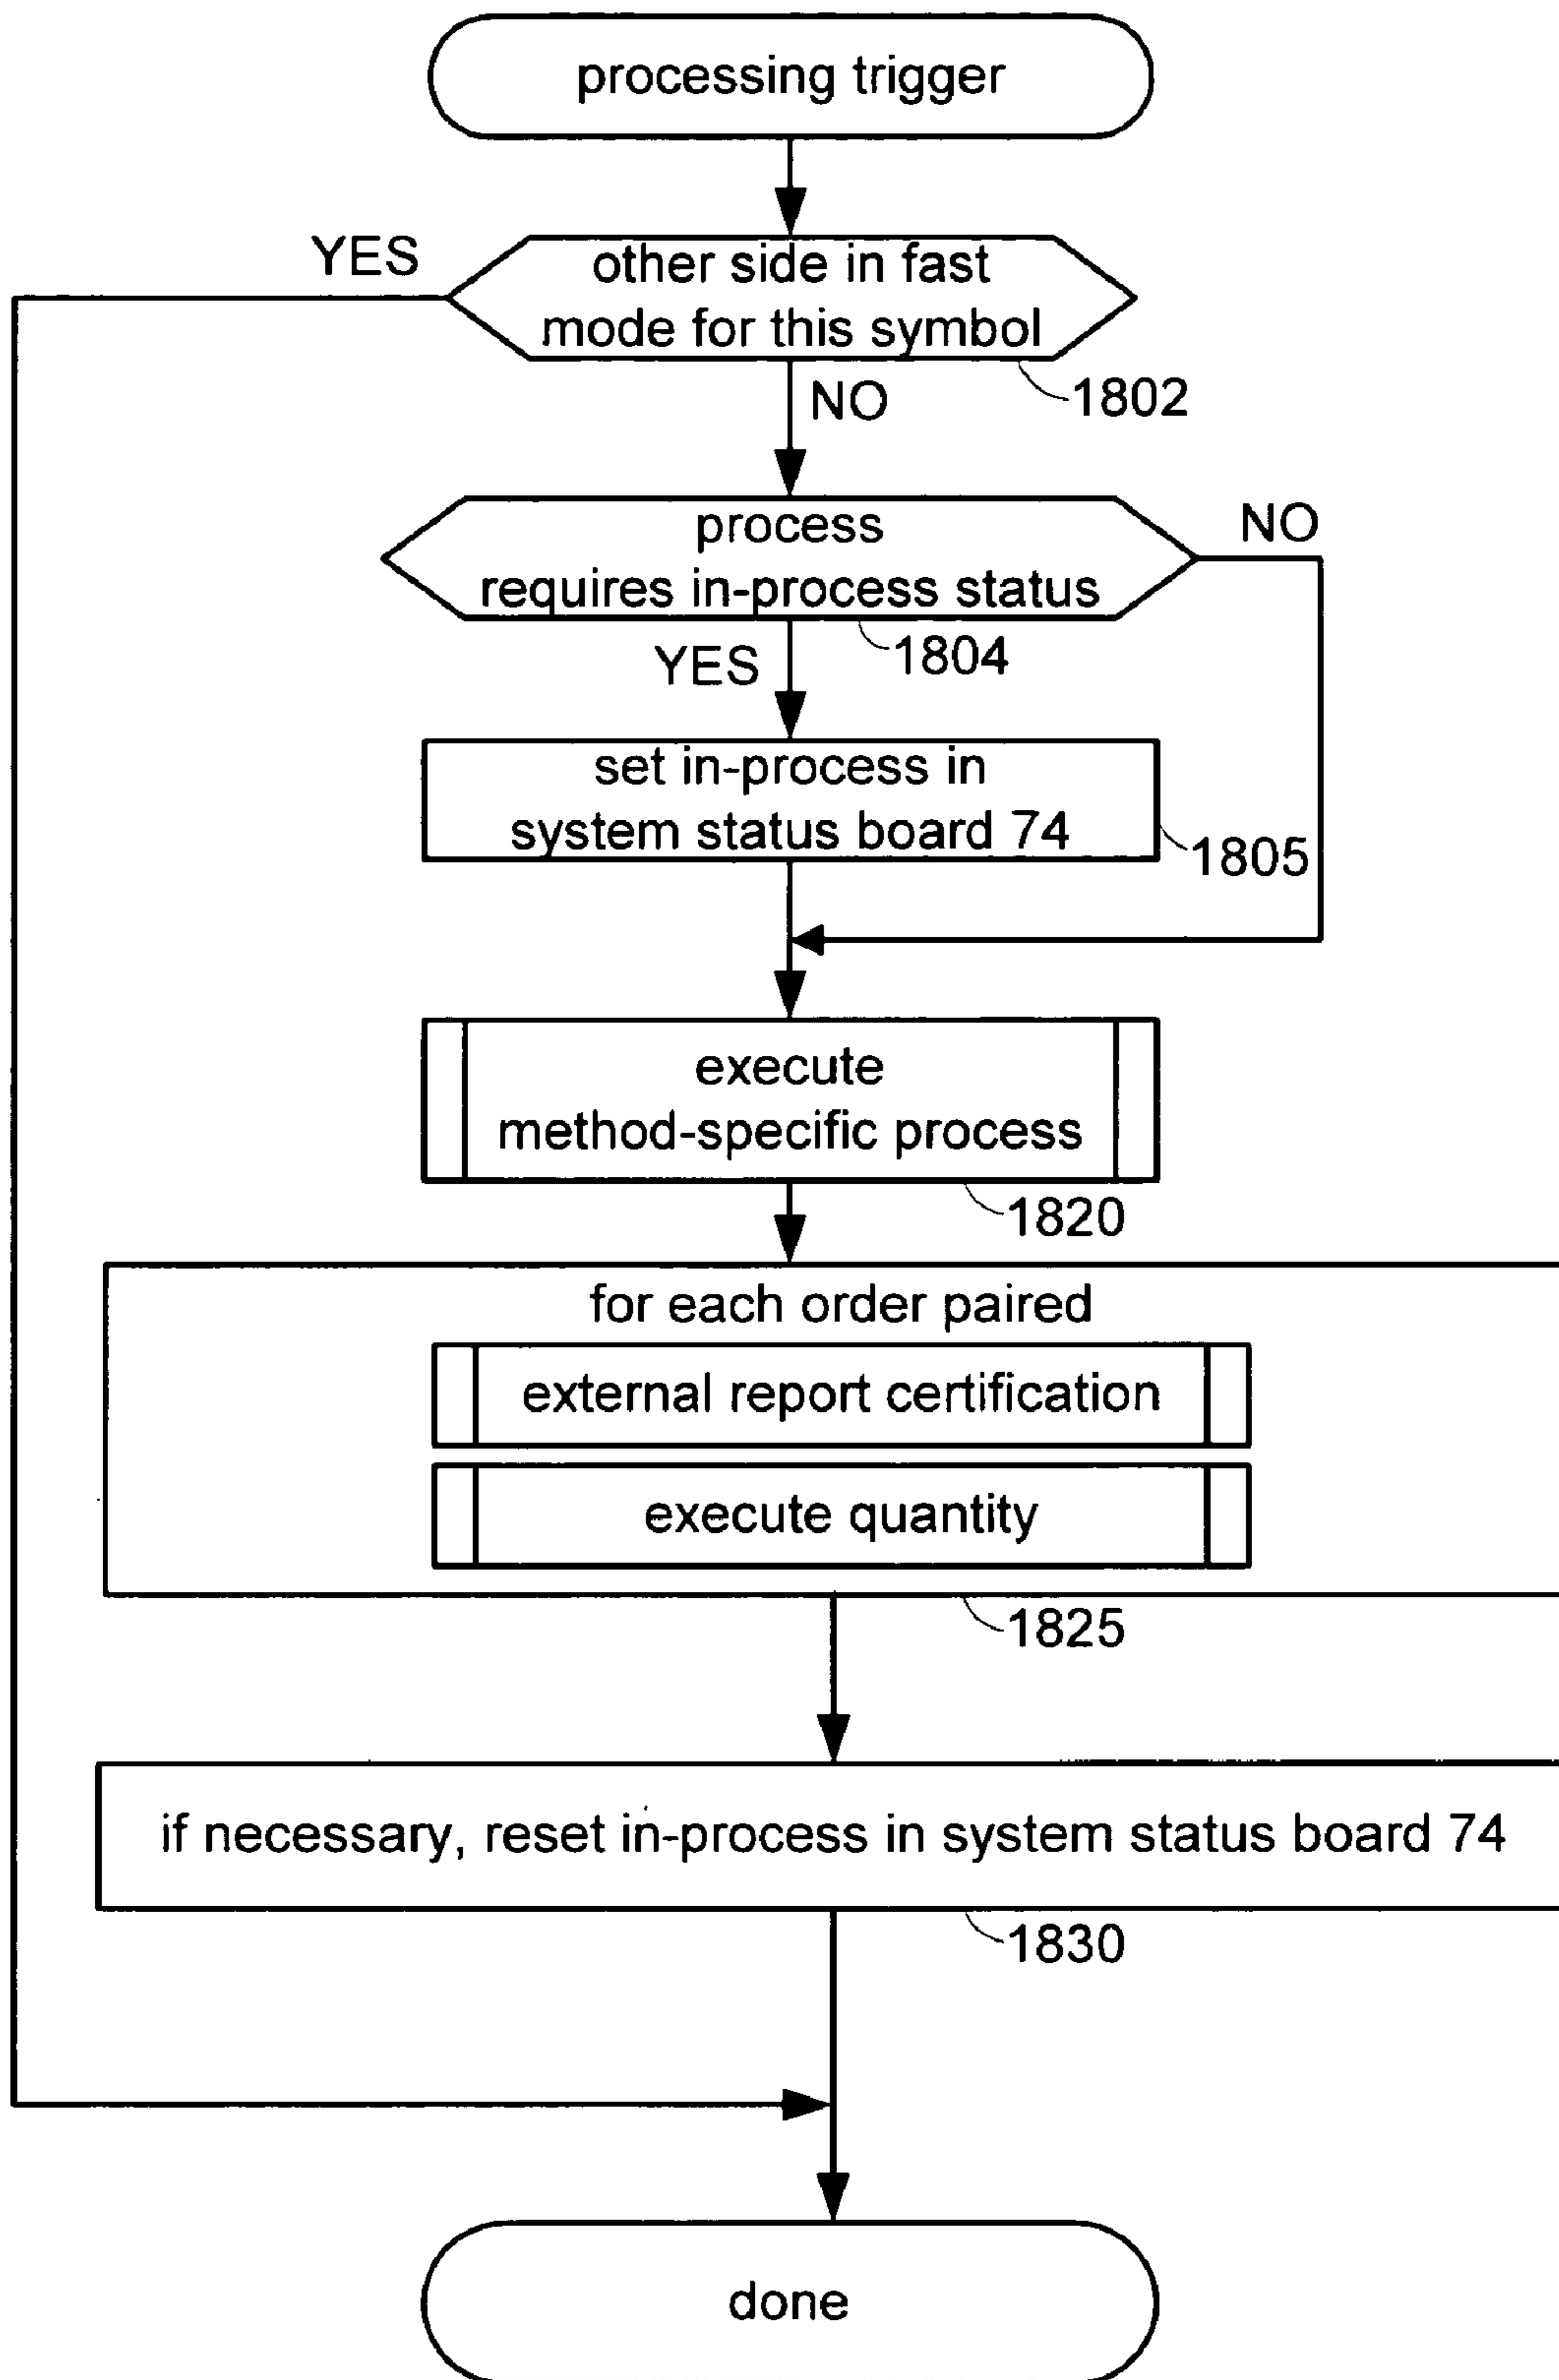 processing trigger
YES
other side in fast
mode for this symbol
NO
1802
process
requires in-process status
NO
YES
1804
set in-process in
system status board 74
1805
execute
method-specific process
1820
for each order paired
external report certification
execute quantity
1825
if necessary, reset in-process in system status board 74
1830
done